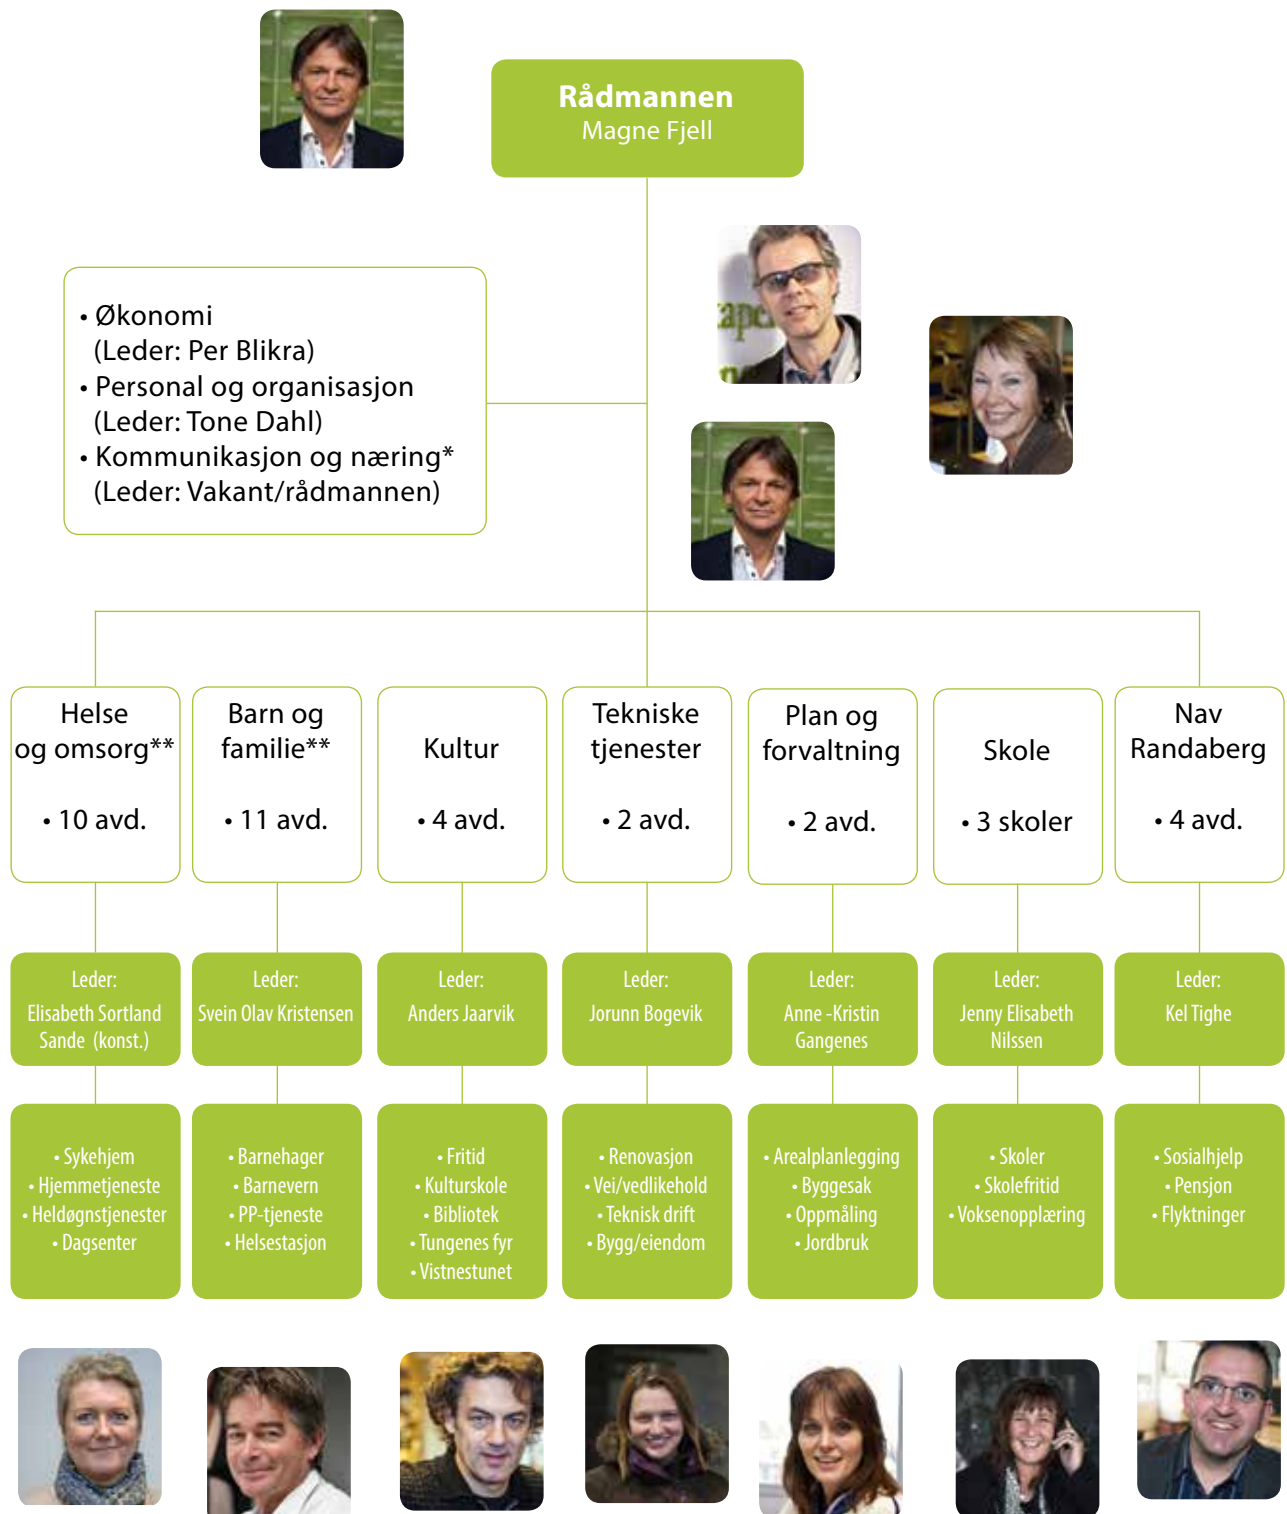 Rådmannen
Magne Fjell
• Økonomi
(Leder: Per Blikra)
• Personal og organisasjon
(Leder: Tone Dahl)
• Kommunikasjon og næring*
(Leder: Vakant/rådmannen)
Helse
og omsorg**
• 10 avd.
Barn og
familie**
• 11 avd.
Kultur
• 4 avd.
Tekniske
tjenester
• 2 avd.
Plan og
forvaltning
• 2 avd.
Skole
• 3 skoler
Nav
Randaberg
• 4 avd.
Leder:
Elisabeth Sortland
Sande (konst.)
Leder:
Svein Olav Kristensen
Leder:
Anders Jaarvik
Leder:
Jorunn Bogevik
Leder:
Anne -Kristin
Gangenes
Leder:
Jenny Elisabeth
Nilssen
Leder:
Kel Tighe
• Sykehjem
• Hjemmetjeneste
• Heldøgnstjenester
• Dagsenter
• Barnehager
• Barnevern
• PP-tjeneste
• Helsestasjon
• Fritid
• Kulturskole
• Bibliotek
• Tungenes fyr
• Vistnestunet
• Renovasjon
• Vei/vedlikehold
• Teknisk drift
• Bygg/eiendom
• Arealplanlegging
• Byggesak
• Oppmåling
• Jordbruk
• Skoler
• Skolefritid
• Voksenopplæring
• Sosialhjelp
• Pensjon
• Flyktninger